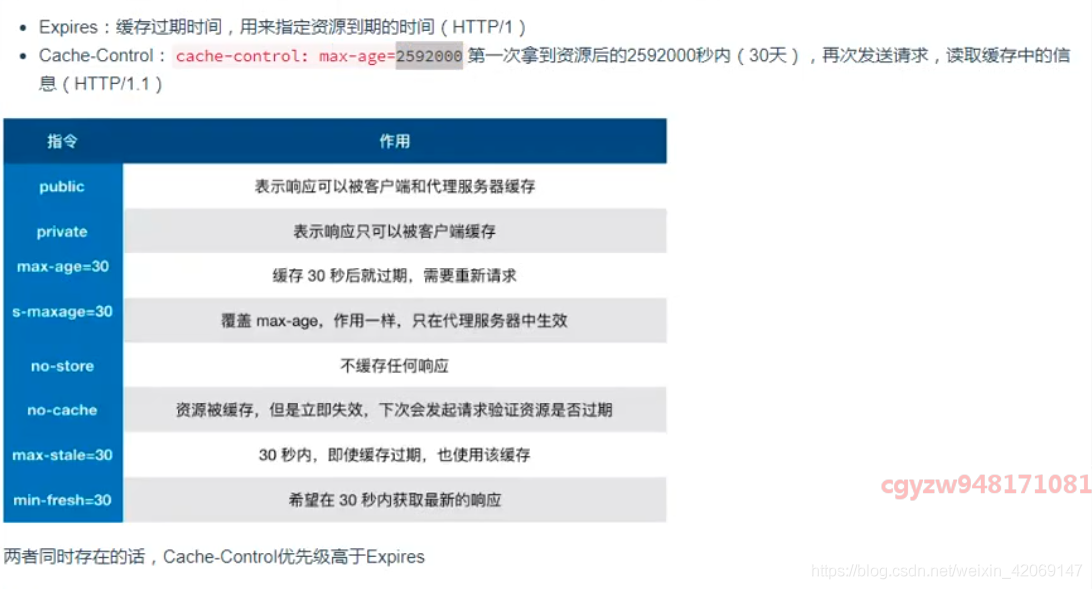 Expires：缓存过期时间，用来指定资源到期的时间（HTTP/1）
Cache-Control：cache-control: max-age=2592000 第一次拿到资源后的2592000秒内（30天），再次发送请求，读取缓存中的信
息（HTTP/1.1）
指令 作用
public 表示响应可以被客户端和代理服务器缓存
private 表示响应只可以被客户端缓存
max-age=30 缓存 30 秒后就过期，需要重新请求
s-maxage=30 覆盖 max-age，作用一样，只在代理服务器中生效
no-store 不缓存任何响应
no-cache 资源被缓存，但是立即失效，下次会发起请求验证资源是否过期
max-stale=30 30 秒内，即使缓存过期，也使用该缓存
min-fresh=30 希望在 30 秒内获取最新的响应
cgyzw948171081
两者同时存在的话，Cache-Control优先级高于Expires
https://blog.csdn.net/weixin_42069147